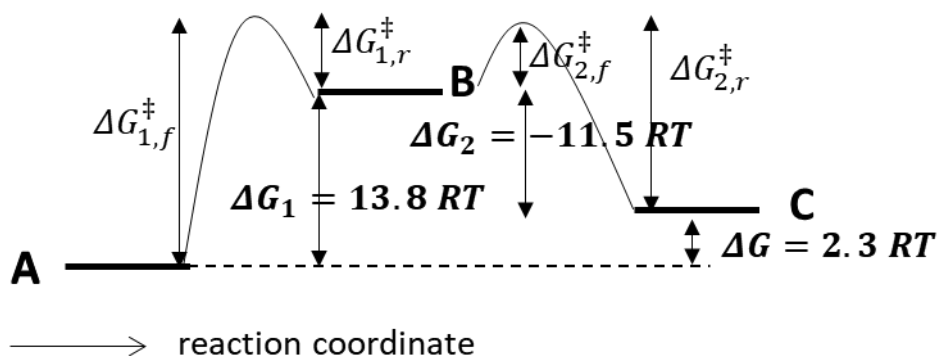 ΔG‡1,f
ΔG‡1,r
B
ΔG‡2,f
ΔG‡2,r
ΔG2 = −11.5 RT
ΔG1 = 13.8 RT
C
A
ΔG = 2.3 RT
reaction coordinate